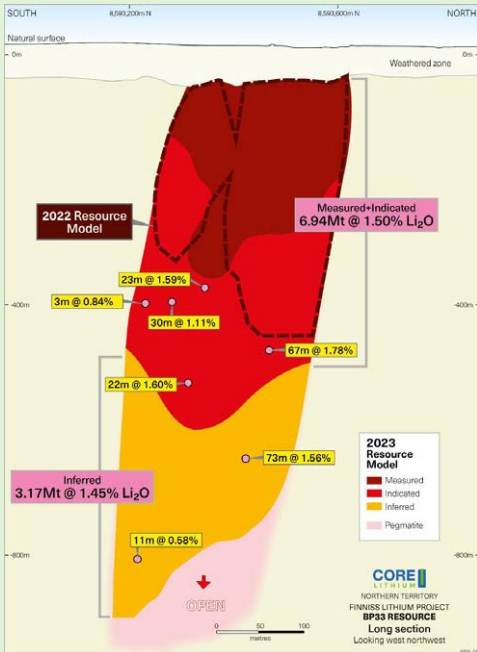 SOUTH
8,593,200m N
8,593,600m N
NORTH
Natural surface
0m
0m
Weathered zone
2022 Resource
Model
Measured+Indicated
6.94Mt @ 1.50% Li₂O
23m @ 1.59%
3m @ 0.84%
-400m
-400m
30m @ 1.11%
67m @ 1.78%
22m @ 1.60%
73m @ 1.56%
Inferred
3.17Mt @ 1.45% Li₂O
2023
Resource
Model
Measured
Indicated
Inferred
Pegmatite
11m @ 0.58%
-800m
-800m
OPEN
0
50
100
metres
CORE
LITHIUM
NORTHERN TERRITORY
FINNISS LITHIUM PROJECT
BP33 RESOURCE
Long section
Looking west northwest